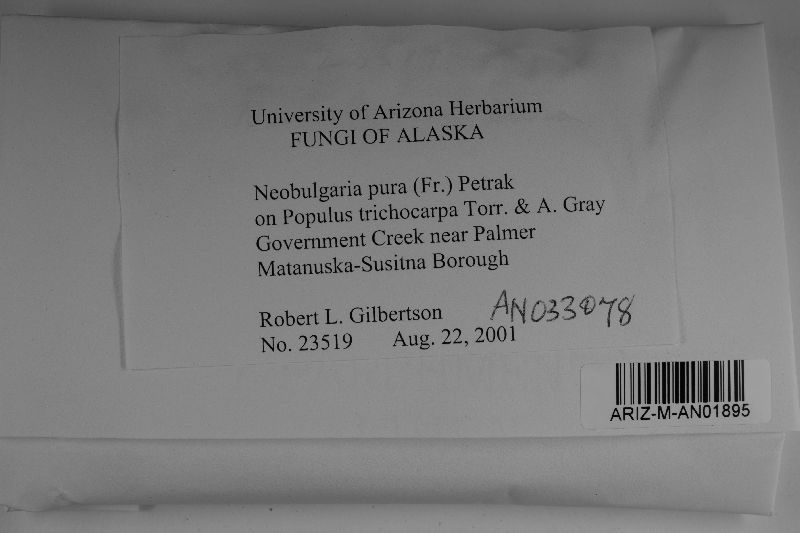 University of Arizona Herbarium
FUNGI OF ALASKA
Neobulgaria pura (Fr.) Petrak
on Populus trichocarpa Torr. & A. Gray
Government Creek near Palmer
Matanuska-Susitna Borough
Robert L. Gilbertson AN033078
No. 23519 Aug. 22, 2001
ARIZ-M-AN01895